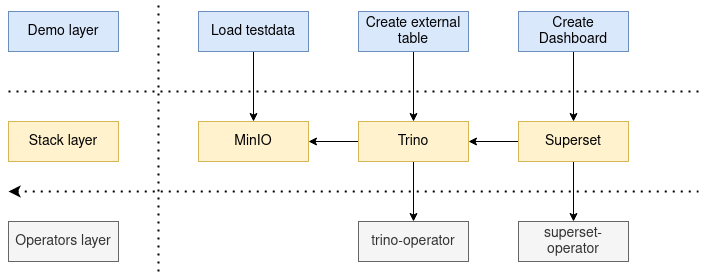 Demo layer
Load testdata
Create external
table
Create
Dashboard
Stack layer
MinIO
Trino
Superset
Operators layer
trino-operator
superset-
operator